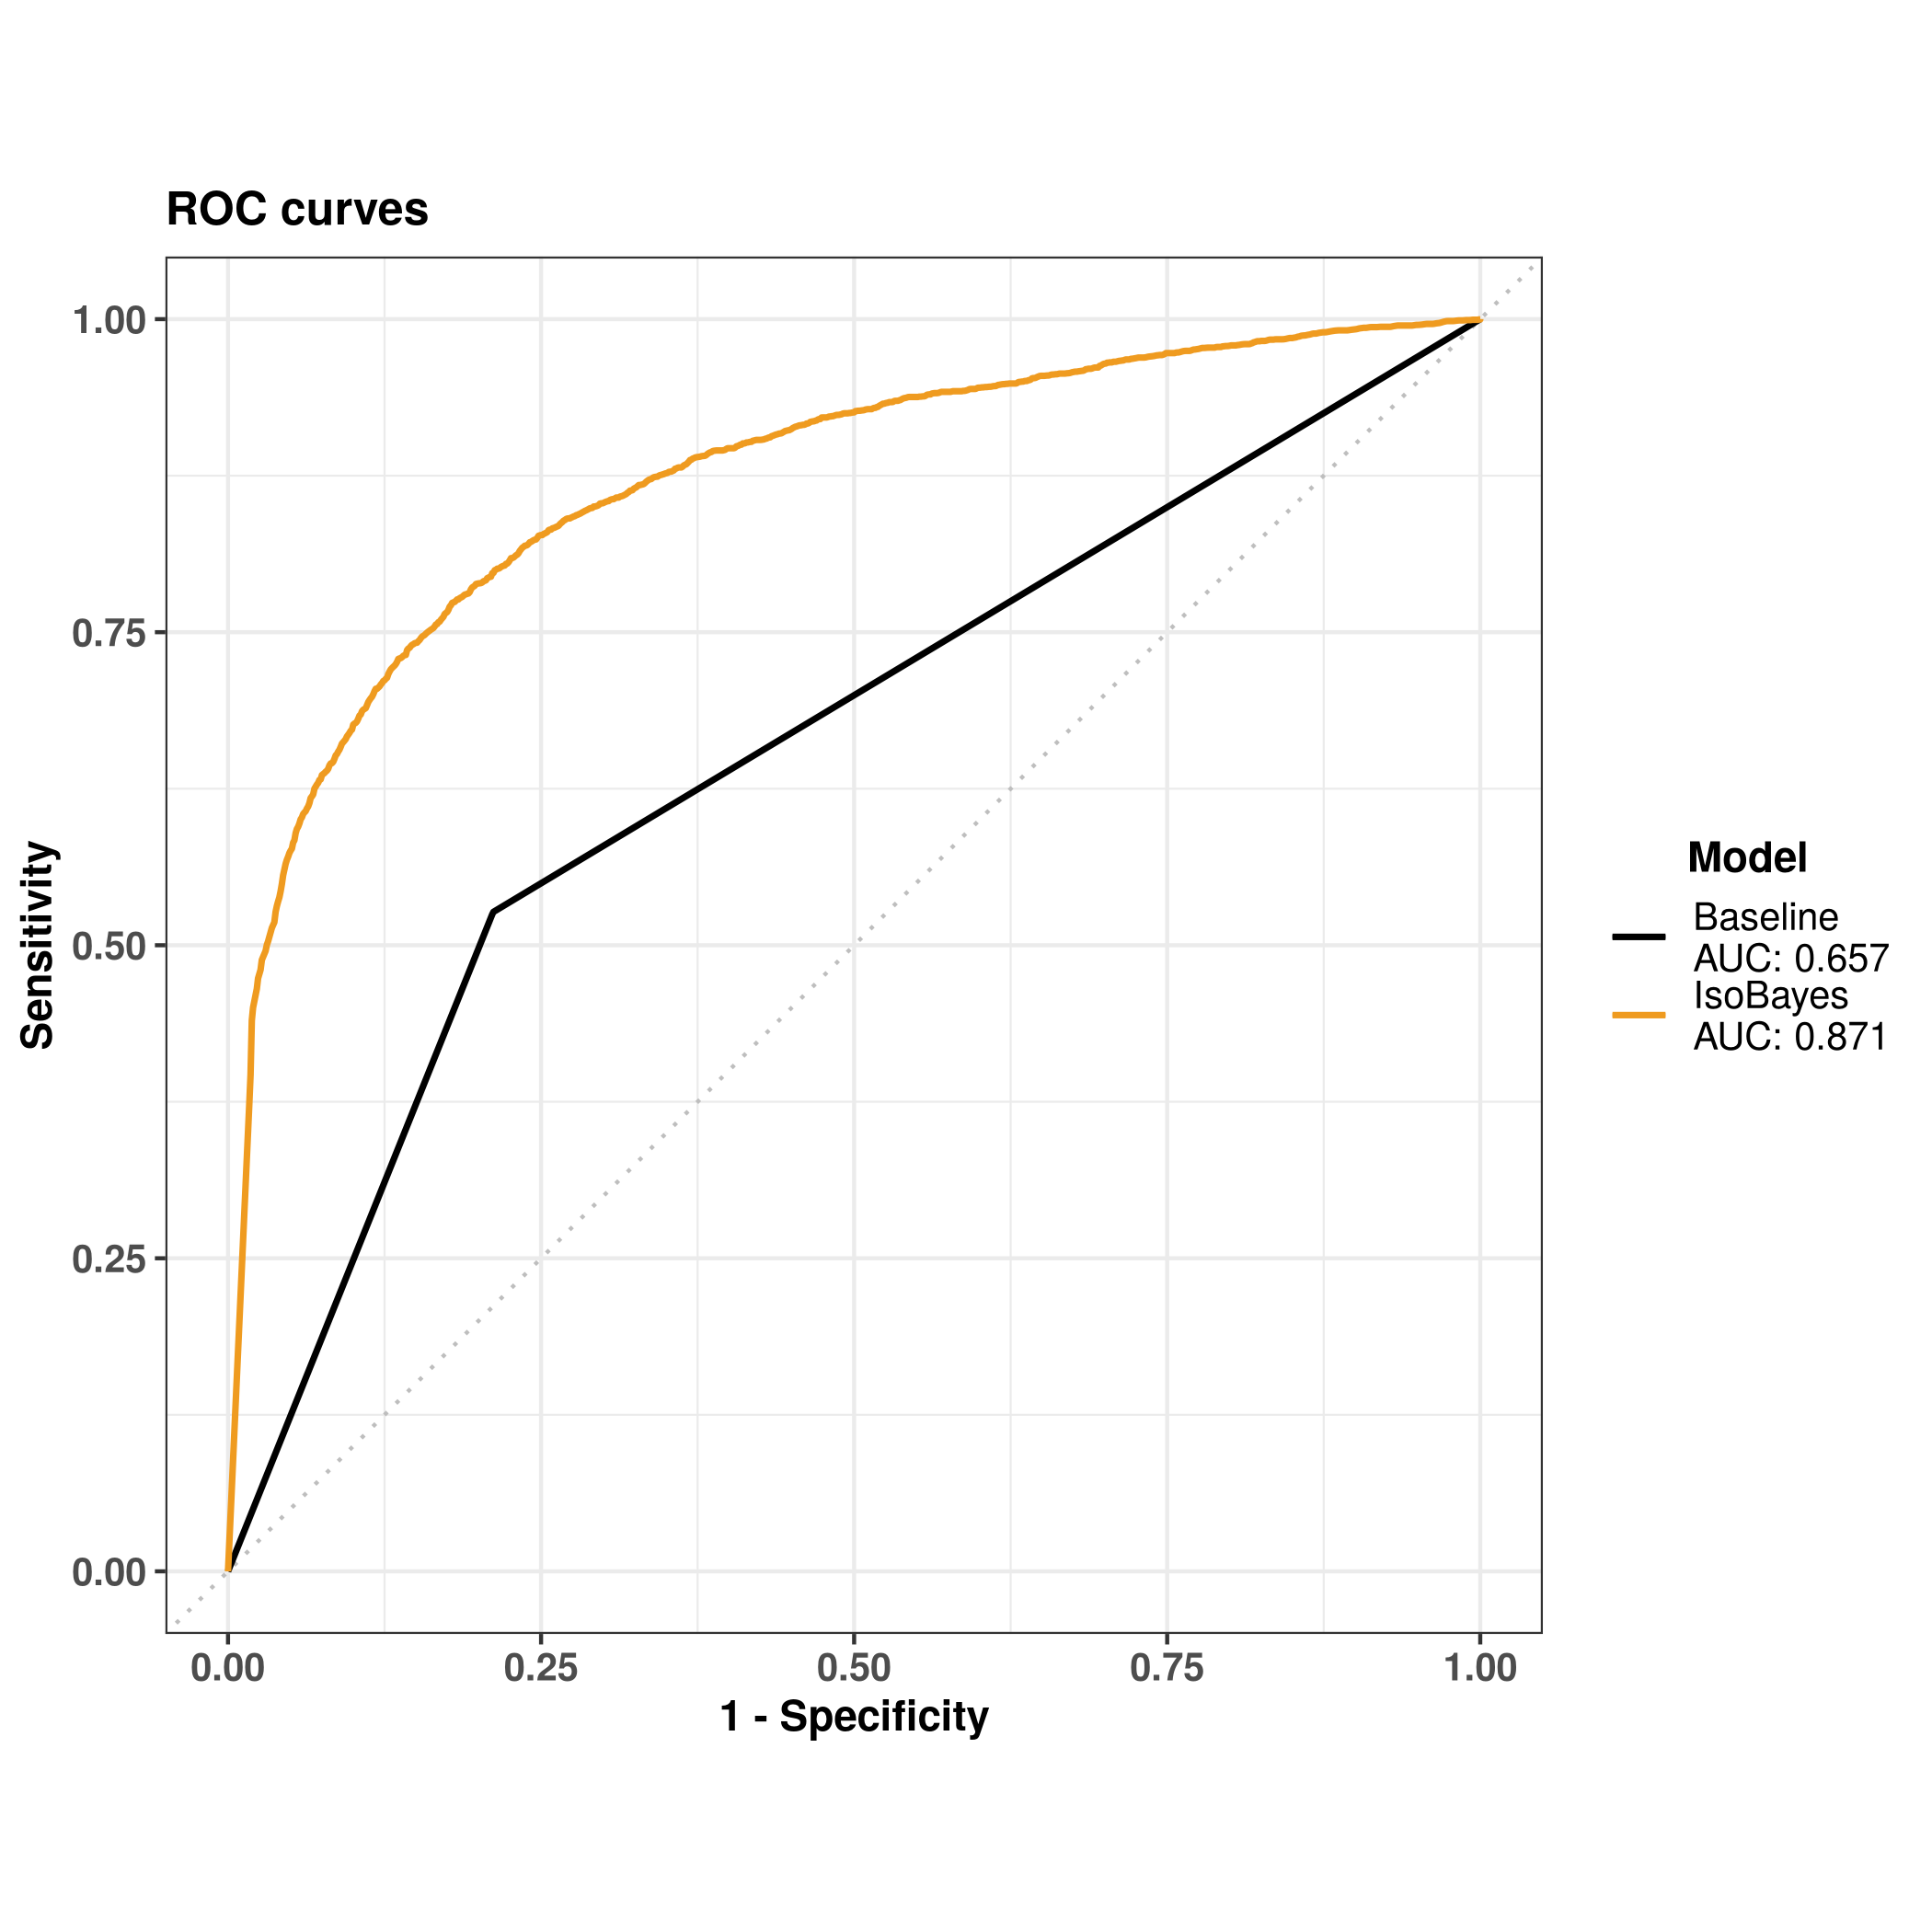 ROC curves
1.00
0.75
0.50
0.25
0.00
Sensitivity
0.00 0.25 0.50 0.75 1.00
1 - Specificity
Model
Baseline
AUC: 0.657
IsoBayes
AUC: 0.871